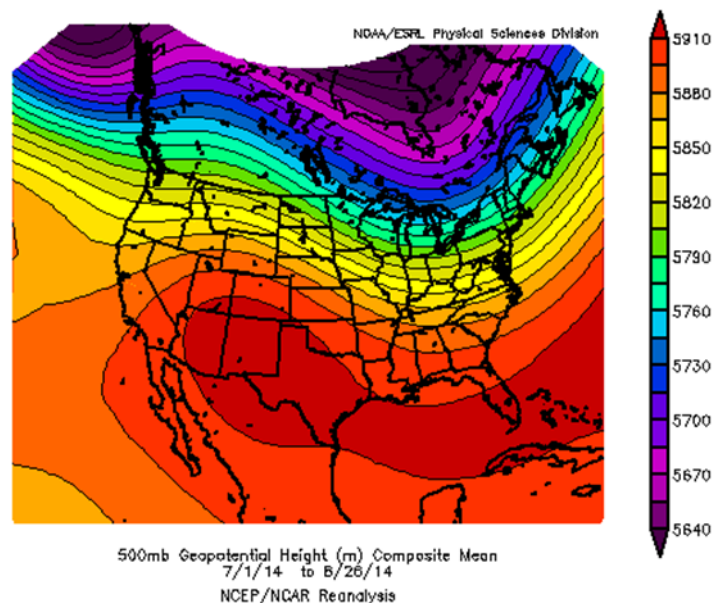 NOAA/ESRL Physical Sciences Division
5910
5880
5850
5820
5790
5760
5730
5700
5670
5640
500mb Geopotential Height (m) Composite Mean
7/1/14 to 8/26/14
NCEP/NCAR Reanalysis